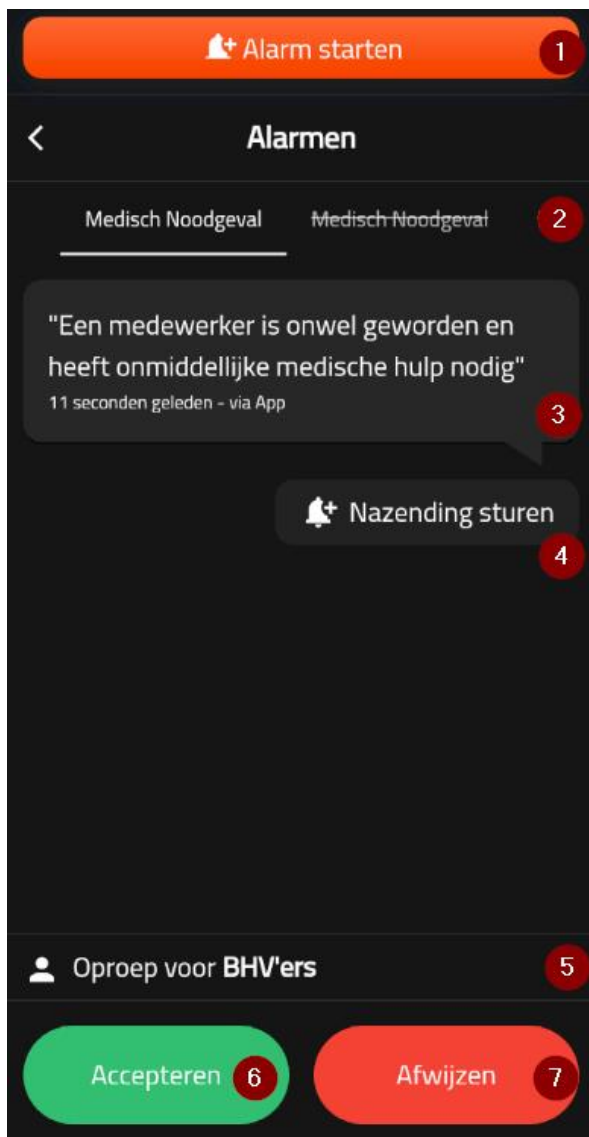 Alarm starten 1
Alarmen
Medisch Noodgeval Medisch Noodgeval 2
"Een medewerker is onwel geworden en
heeft onmiddellijke medische hulp nodig"
11 seconden geleden - via App
3
Nazending sturen
4
Oproep voor BHV'ers 5
Accepteren 6 Afwijzen 7